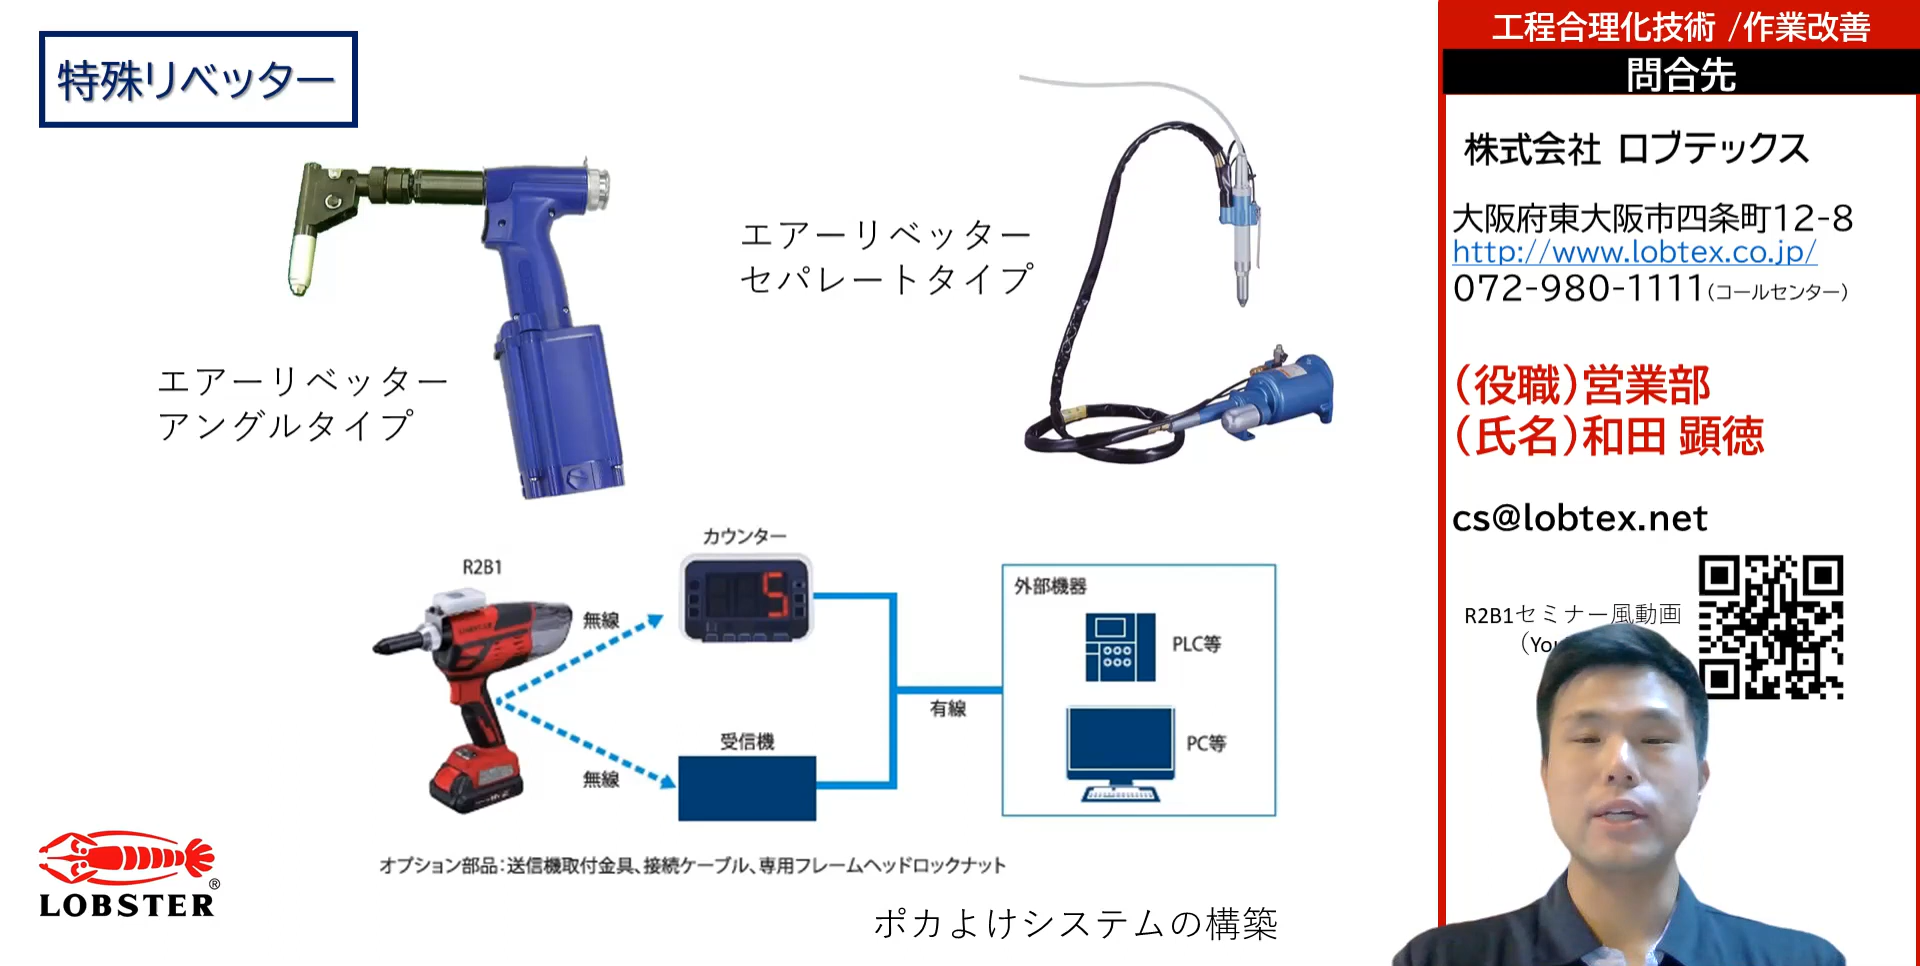 特殊リベッター
エアーリベッター
アングルタイプ
エアーリベッター
セパレートタイプ
R2B1
カウンター
5
無線
無線
受信機
有線
外部機器
PLC等
PC等
オプション部品：送信機取付金具、接続ケーブル、専用フレームヘッドロックナット
ポカよけシステムの構築
LOBSTER®
工程合理化技術 /作業改善
問合先
株式会社 ロブテックス
大阪府東大阪市四条町12-8
http://www.lobtex.co.jp/
072-980-1111（コールセンター）
（役職）営業部
（氏名）和田 顕徳
cs@lobtex.net
R2B1セミナー風動画